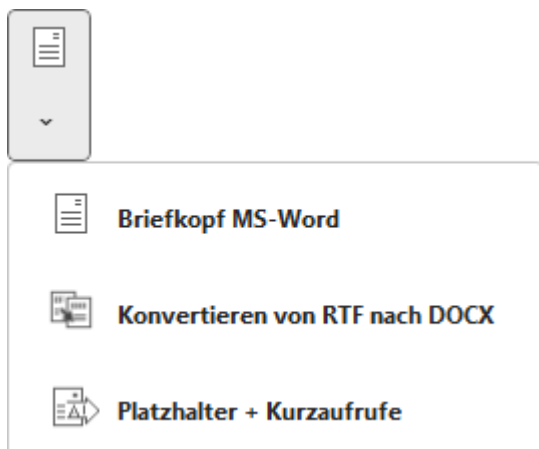 Briefkopf MS-Word
Konvertieren von RTF nach DOCX
Platzhalter + Kurzaufrufe